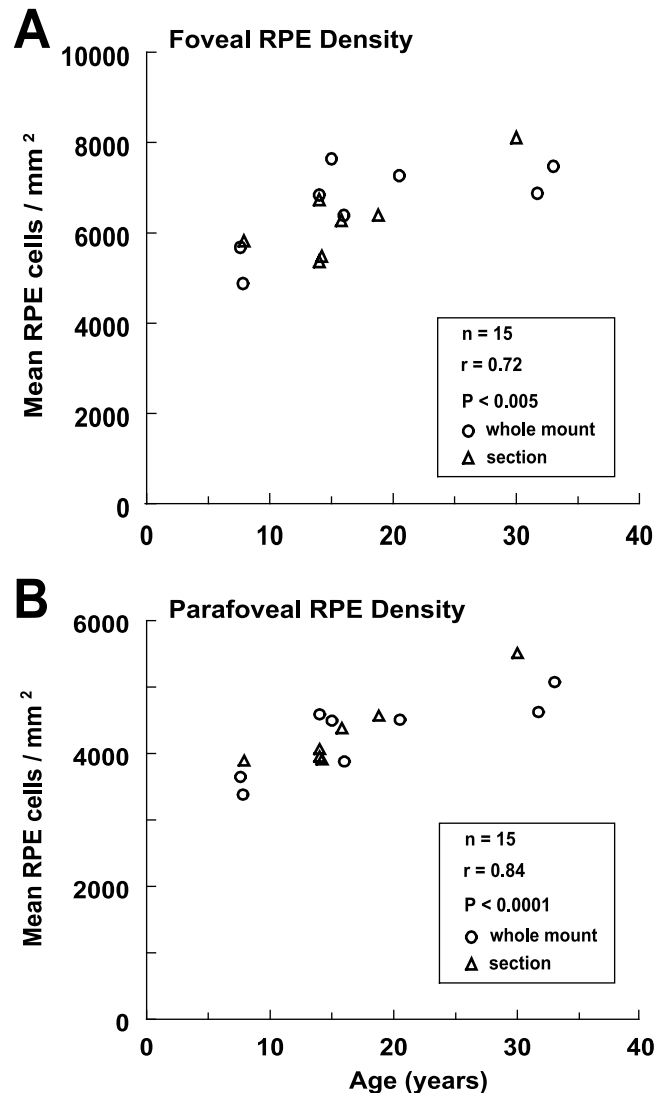 A
Foveal RPE Density
10000
8000
6000
4000
2000
0
Mean RPE cells / mm²
n = 15
r = 0.72
P < 0.005
whole mount
section
0 10 20 30 40
B
Parafoveal RPE Density
6000
4000
2000
0
Mean RPE cells / mm²
n = 15
r = 0.84
P < 0.0001
whole mount
section
0 10 20 30 40
Age (years)